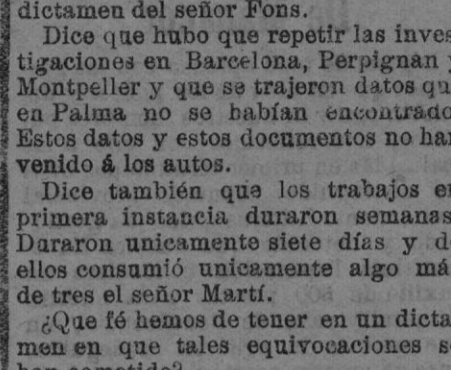 dictamen del señor Fons.
Dice que hubo que repetir las inves
tigaciones en Barcelona, Perpignan y
Montpeller y que se trajeron datos qu
en Palma no se habían encontrado
Estos datos y estos documentos no han
venido á los autos.
Dice también que los trabajos en
primera instancia duraron semanas
Duraron unicamente siete días y d
ellos consumió unicamente algo má
de tres el señor Martí.
¿Que fé hemos de tener en un dicta
men en que tales equivocaciones s
han cometido?